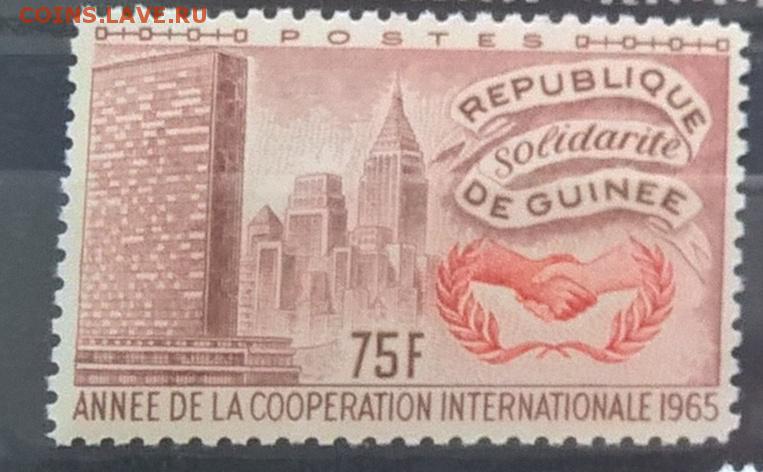 COINS.LAVE.RU
POSTES
REPUBLIQUE
Solidarité
DE GUINEE
75F
ANNEE DE LA COOPERATION INTERNATIONALE 1965